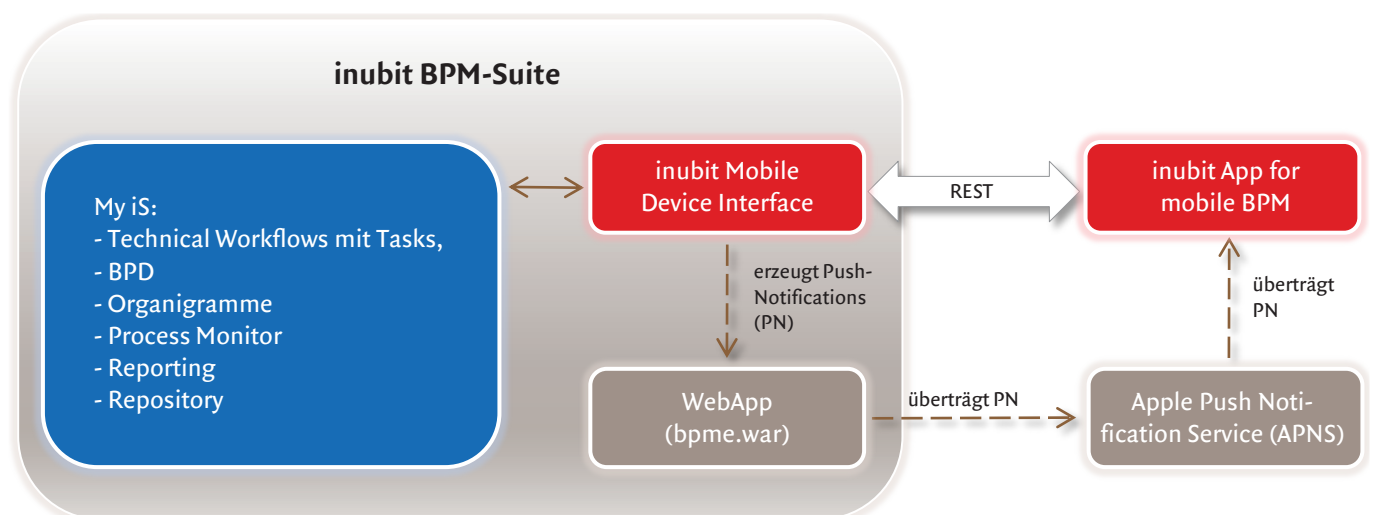 inubit BPM-Suite
My iS:
- Technical Workflows mit Tasks,
- BPD
- Organigramme
- Process Monitor
- Reporting
- Repository
inubit Mobile
Device Interface
REST
inubit App for
mobile BPM
erzeugt Push-
Notifications
(PN)
überträgt
PN
WebApp
(bpme.war)
überträgt PN
Apple Push Noti-
fication Service (APNS)